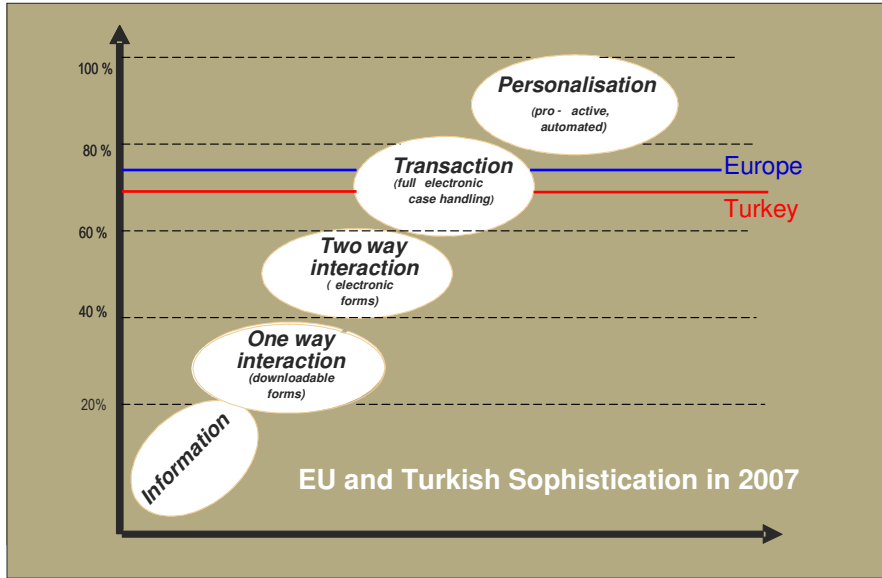 100 %
Personalisation
(pro - active,
automated)
80 %
Transaction
(full electronic
case handling)
Europe
Turkey
60 %
Two way
interaction
( electronic
forms)
40 %
One way
interaction
(downloadable
forms)
20%
Information
EU and Turkish Sophistication in 2007